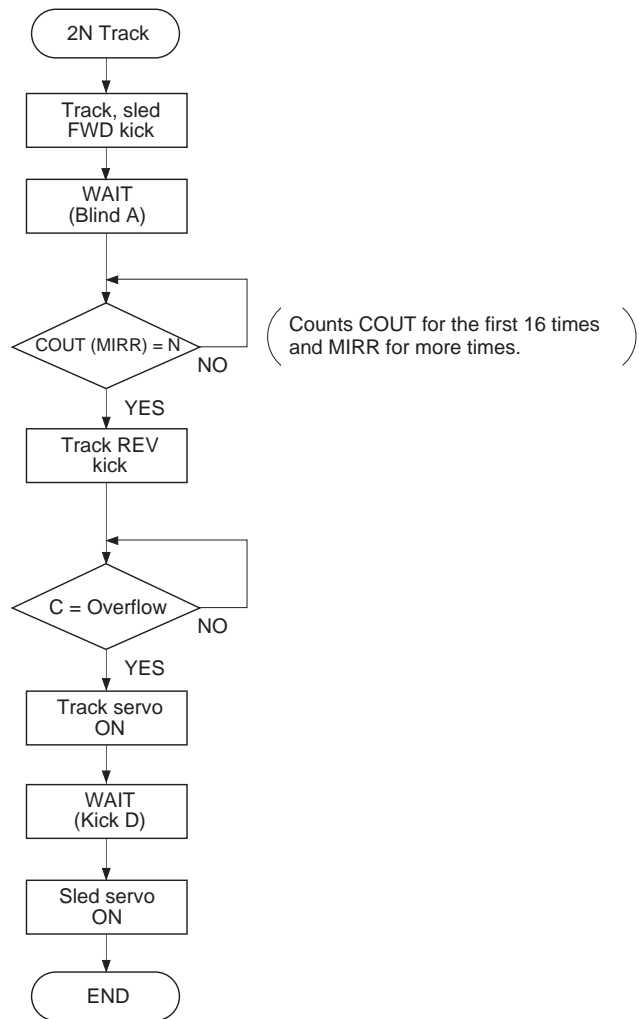 2N Track
Track, sled
FWD kick
WAIT
(Blind A)
COUT (MIRR) = N
NO
Counts COUT for the first 16 times
and MIRR for more times.
YES
Track REV
kick
C = Overflow
NO
YES
Track servo
ON
WAIT
(Kick D)
Sled servo
ON
END